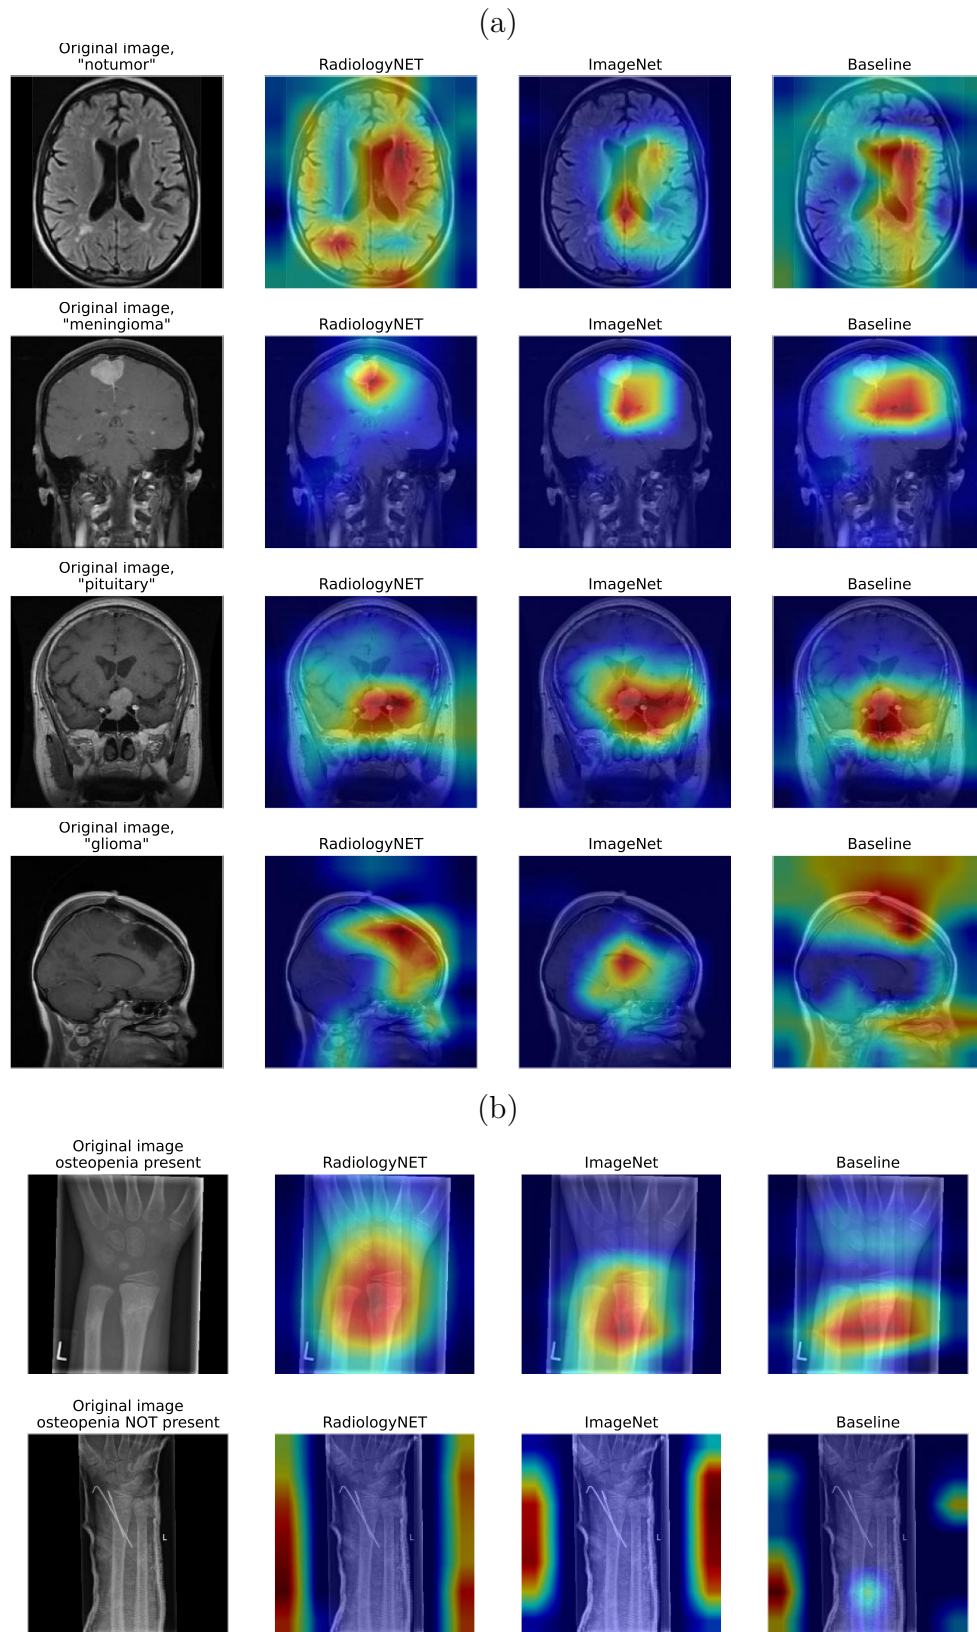 (a)
Original image,
"notumor"
RadiologyNET
ImageNet
Baseline
Original image,
"meningioma"
RadiologyNET
ImageNet
Baseline
Original image,
"pituitary"
RadiologyNET
ImageNet
Baseline
Original image,
"glioma"
RadiologyNET
ImageNet
Baseline
(b)
Original image
osteopenia present
RadiologyNET
ImageNet
Baseline
L
L
L
L
Original image
osteopenia NOT present
RadiologyNET
ImageNet
Baseline
L
L
L
L